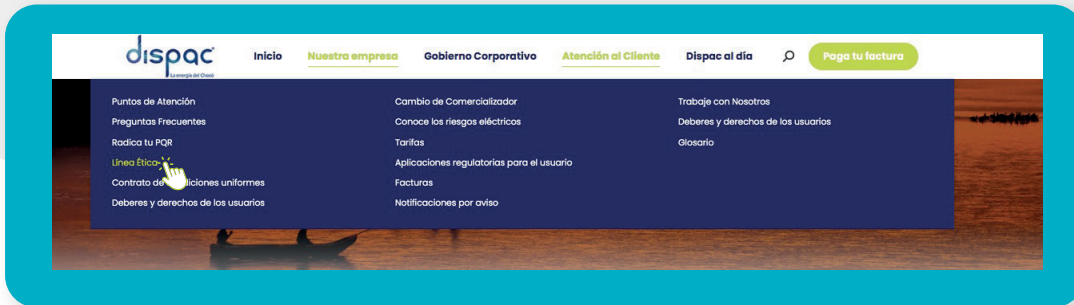 dispac
La energía del Chocó
Inicio
Nuestra empresa
Gobierno Corporativo
Atención al Cliente
Dispac al día
Paga tu factura
Puntos de Atención
Preguntas Frecuentes
Radica tu PQR
Línea Ética
Contrato de condiciones uniformes
Deberes y derechos de los usuarios
Cambio de Comercializador
Conoce los riesgos eléctricos
Tarifas
Aplicaciones regulatorias para el usuario
Facturas
Notificaciones por aviso
Trabaje con Nosotros
Deberes y derechos de los usuarios
Glosario